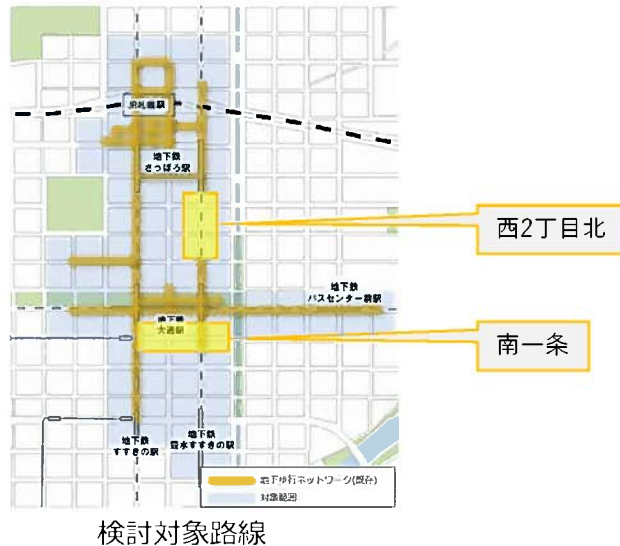 JR札幌駅
地下鉄
さっぽろ駅
西2丁目北
地下鉄
バスセンター前駅
地下鉄
大通駅
南一条
地下鉄
すすきの駅
地下鉄
豊水すすきの駅
地下歩行ネットワーク(既存)
対象範囲
検討対象路線